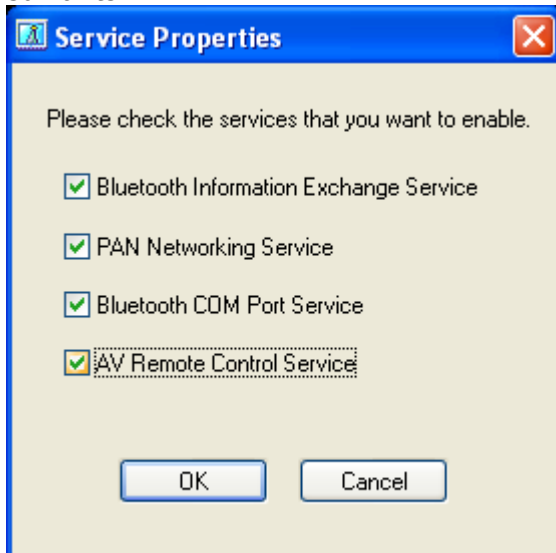 Service Properties
Please check the services that you want to enable.
Bluetooth Information Exchange Service
PAN Networking Service
Bluetooth COM Port Service
AV Remote Control Service
OK
Cancel